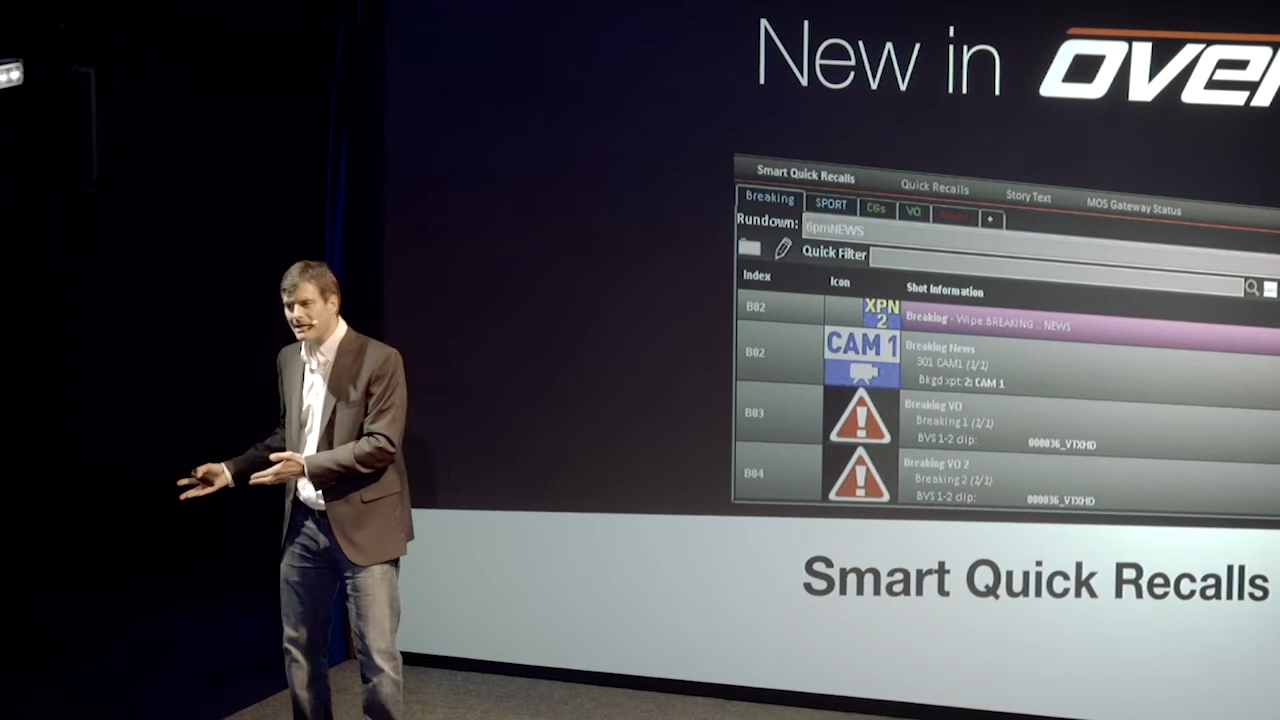 New in OVER
Smart Quick Recalls Quick Recalls Story Text MOS Gateway Status
Breaking SPORT CGs VO +
Rundown: 6pmNEWS
Quick Filter
Index Icon Shot Information
B02 XPN 2 Breaking - Wipe BREAKING .. NEWS
B02 CAM 1 Breaking News
301 CAM1 (1/1)
Bkgd xpt: 2: CAM 1
B03 Breaking VO
Breaking 1 (1/1)
BVS 1-2 clip: 000036_VTXHD
B04 Breaking VO 2
Breaking 2 (1/1)
BVS 1-2 clip: 000036_VTXHD
Smart Quick Recalls